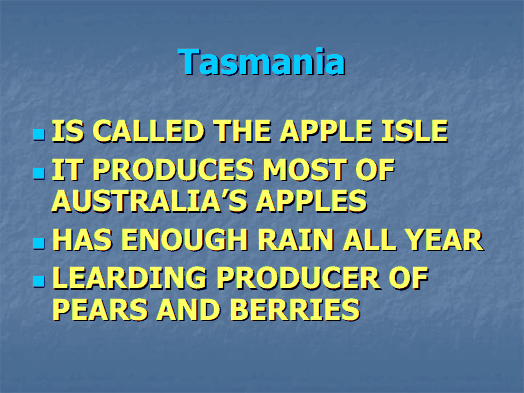 Tasmania
IS CALLED THE APPLE ISLE
IT PRODUCES MOST OF
AUSTRALIA'S APPLES
HAS ENOUGH RAIN ALL YEAR
LEARDING PRODUCER OF
PEARS AND BERRIES